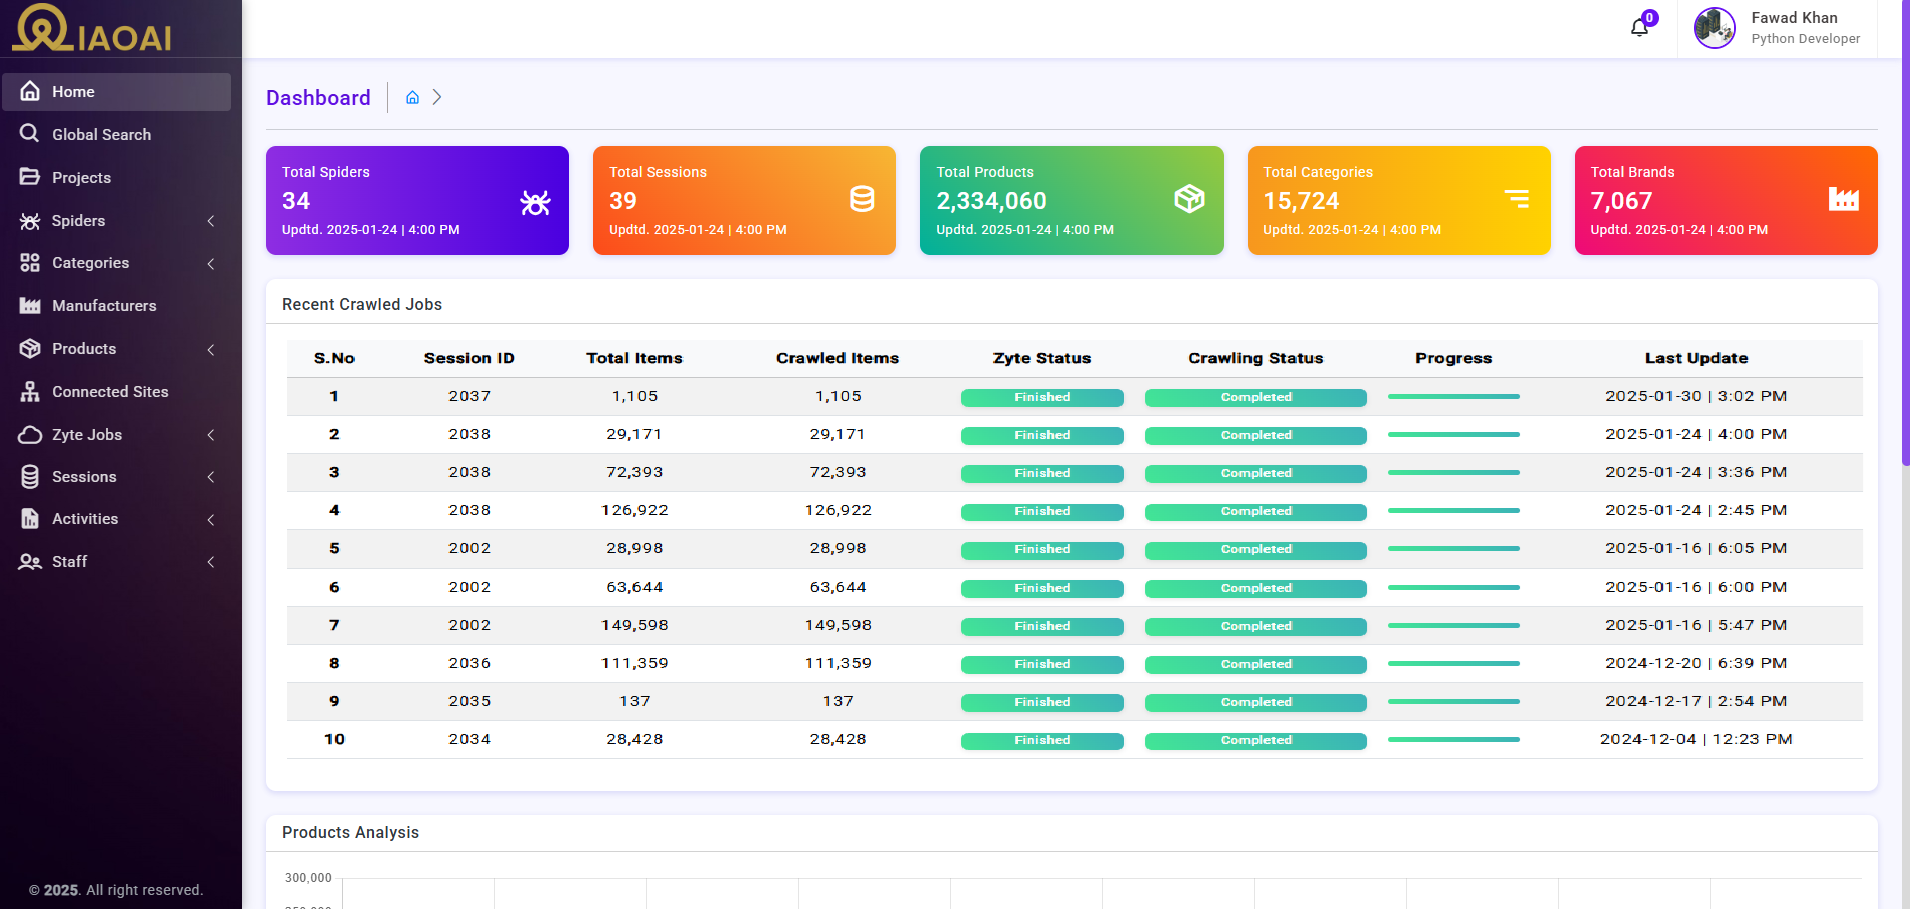 IAOAI
Home
Global Search
Projects
Spiders
Categories
Manufacturers
Products
Connected Sites
Zyte Jobs
Sessions
Activities
Staff
© 2025. All right reserved.
0
Fawad Khan
Python Developer
Dashboard
Total Spiders
34
Updtd. 2025-01-24 | 4:00 PM
Total Sessions
39
Updtd. 2025-01-24 | 4:00 PM
Total Products
2,334,060
Updtd. 2025-01-24 | 4:00 PM
Total Categories
15,724
Updtd. 2025-01-24 | 4:00 PM
Total Brands
7,067
Updtd. 2025-01-24 | 4:00 PM
Recent Crawled Jobs
S.No Session ID Total Items Crawled Items Zyte Status Crawling Status Progress Last Update
1 2037 1,105 1,105 Finished Completed 2025-01-30 | 3:02 PM
2 2038 29,171 29,171 Finished Completed 2025-01-24 | 4:00 PM
3 2038 72,393 72,393 Finished Completed 2025-01-24 | 3:36 PM
4 2038 126,922 126,922 Finished Completed 2025-01-24 | 2:45 PM
5 2002 28,998 28,998 Finished Completed 2025-01-16 | 6:05 PM
6 2002 63,644 63,644 Finished Completed 2025-01-16 | 6:00 PM
7 2002 149,598 149,598 Finished Completed 2025-01-16 | 5:47 PM
8 2036 111,359 111,359 Finished Completed 2024-12-20 | 6:39 PM
9 2035 137 137 Finished Completed 2024-12-17 | 2:54 PM
10 2034 28,428 28,428 Finished Completed 2024-12-04 | 12:23 PM
Products Analysis
300,000